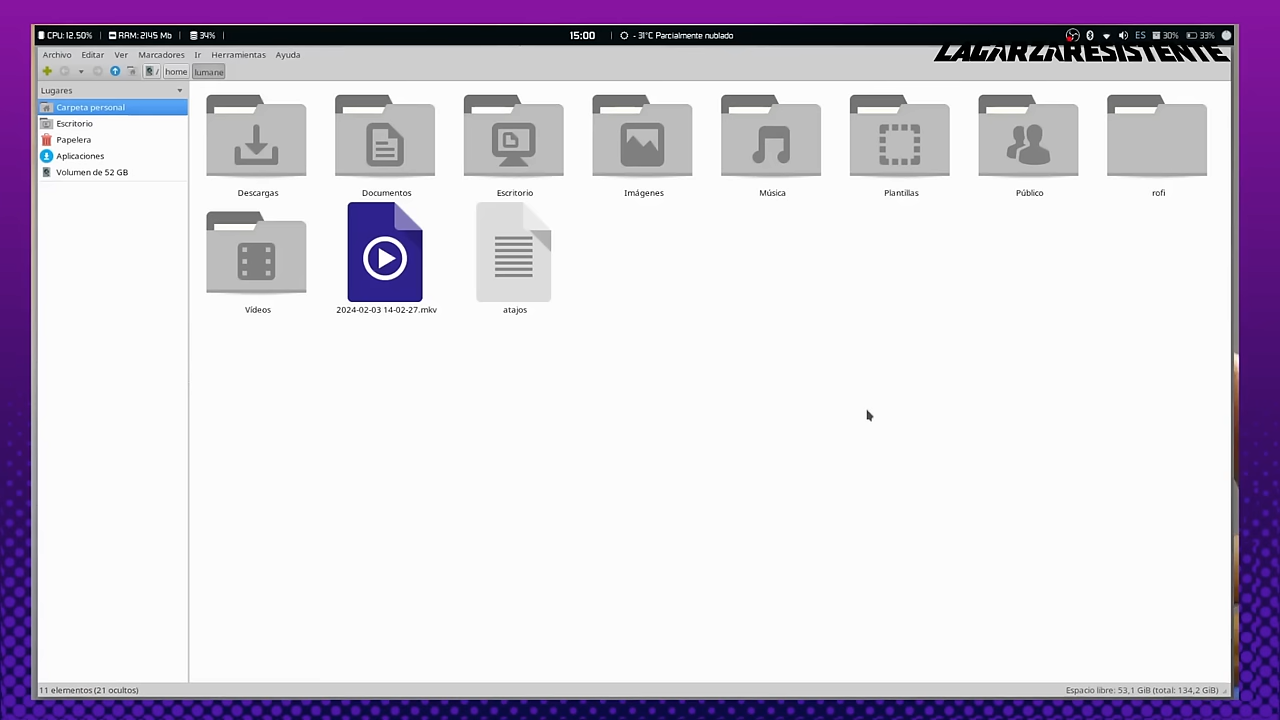 CPU: 12.50% | RAM: 2145 Mb | 34% |
15:00 | - 31°C Parcialmente nublado
ES 30% 33%
LAGARZARESISTENTE
Archivo Editar Ver Marcadores Ir Herramientas Ayuda
/ home lumane
Lugares
Carpeta personal
Escritorio
Papelera
Aplicaciones
Volumen de 52 GB
Descargas Documentos Escritorio Imágenes Música Plantillas Público rofi
Vídeos 2024-02-03 14-02-27.mkv atajos
11 elementos (21 ocultos)
Espacio libre: 53,1 GiB (total: 134,2 GiB)